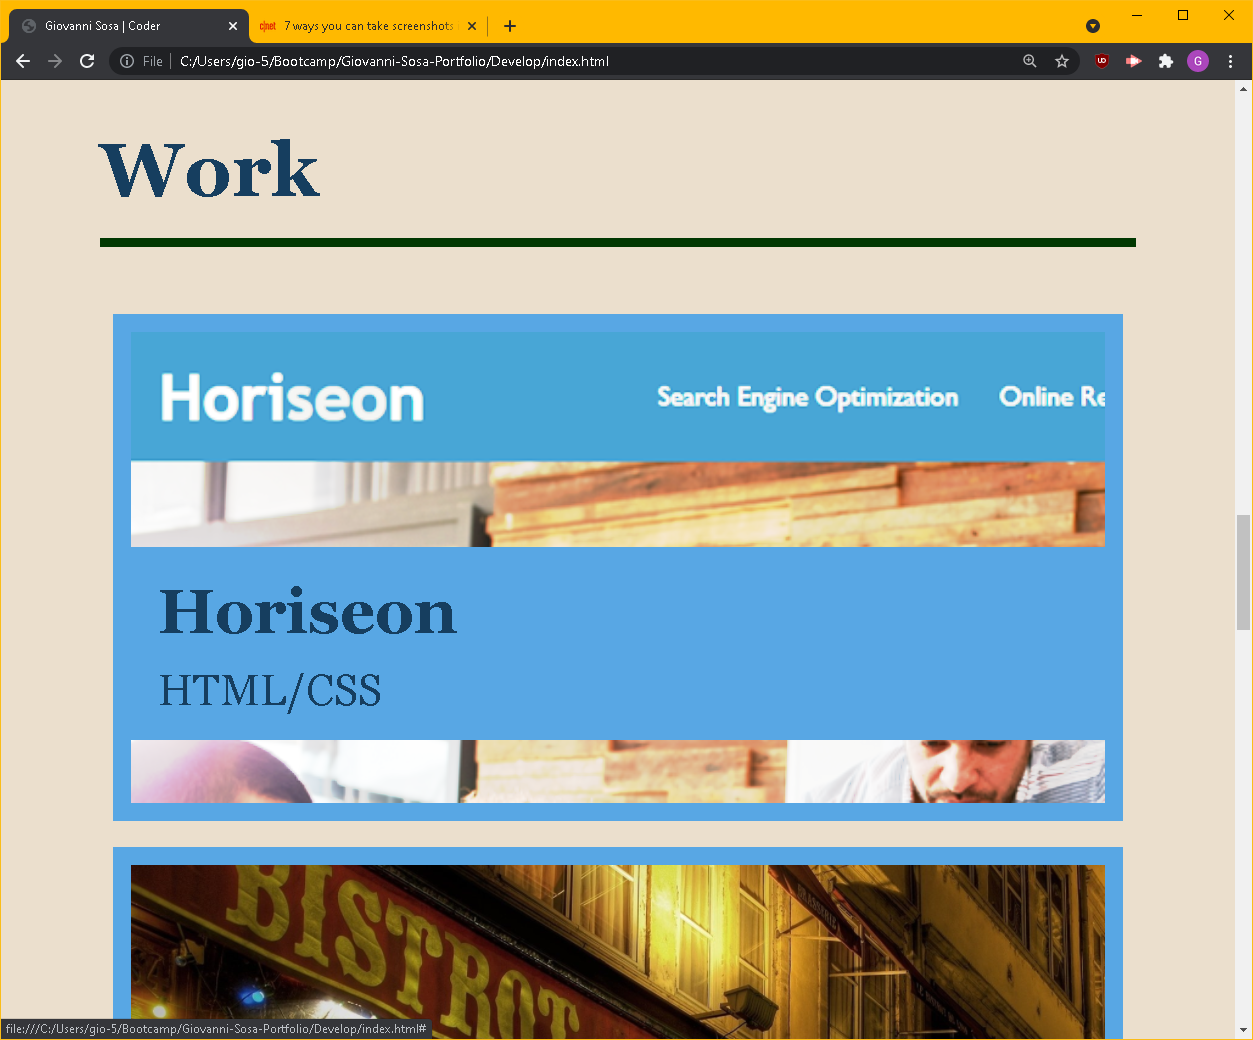 Giovanni Sosa | Coder
c|net 7 ways you can take screenshots
File C:/Users/gio-5/Bootcamp/Giovanni-Sosa-Portfolio/Develop/index.html
UD
G
Work
Horiseon Search Engine Optimization Online Re
Horiseon
HTML/CSS
BISTROT
file:///C:/Users/gio-5/Bootcamp/Giovanni-Sosa-Portfolio/Develop/index.html#